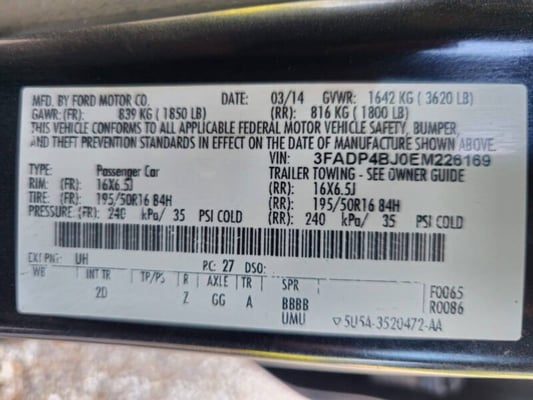 MFD. BY FORD MOTOR CO. DATE: 03/14 GVWR: 1642 KG ( 3620 LB)
GAWR: (FR): 839 KG ( 1850 LB) (RR): 816 KG ( 1800 LB)
THIS VEHICLE CONFORMS TO ALL APPLICABLE FEDERAL MOTOR VEHICLE SAFETY, BUMPER,
AND THEFT PREVENTION STANDARDS IN EFFECT ON THE DATE OF MANUFACTURE SHOWN ABOVE.
VIN: 3FADP4BJ0EM226169
TYPE: Passenger Car TRAILER TOWING - SEE OWNER GUIDE
RIM: (FR): 16X6.5J (RR): 16X6.5J
TIRE: (FR): 195/50R16 84H (RR): 195/50R16 84H
PRESSURE: (FR): 240 kPa/ 35 PSI COLD (RR): 240 kPa/ 35 PSI COLD
EXT PNT: UH RC: 27 DSO:
WB INT TR TP/PS R AXLE TR SPR
2D Z GG A BBBB F0065
UMU R0086
5U5A-3520472-AA